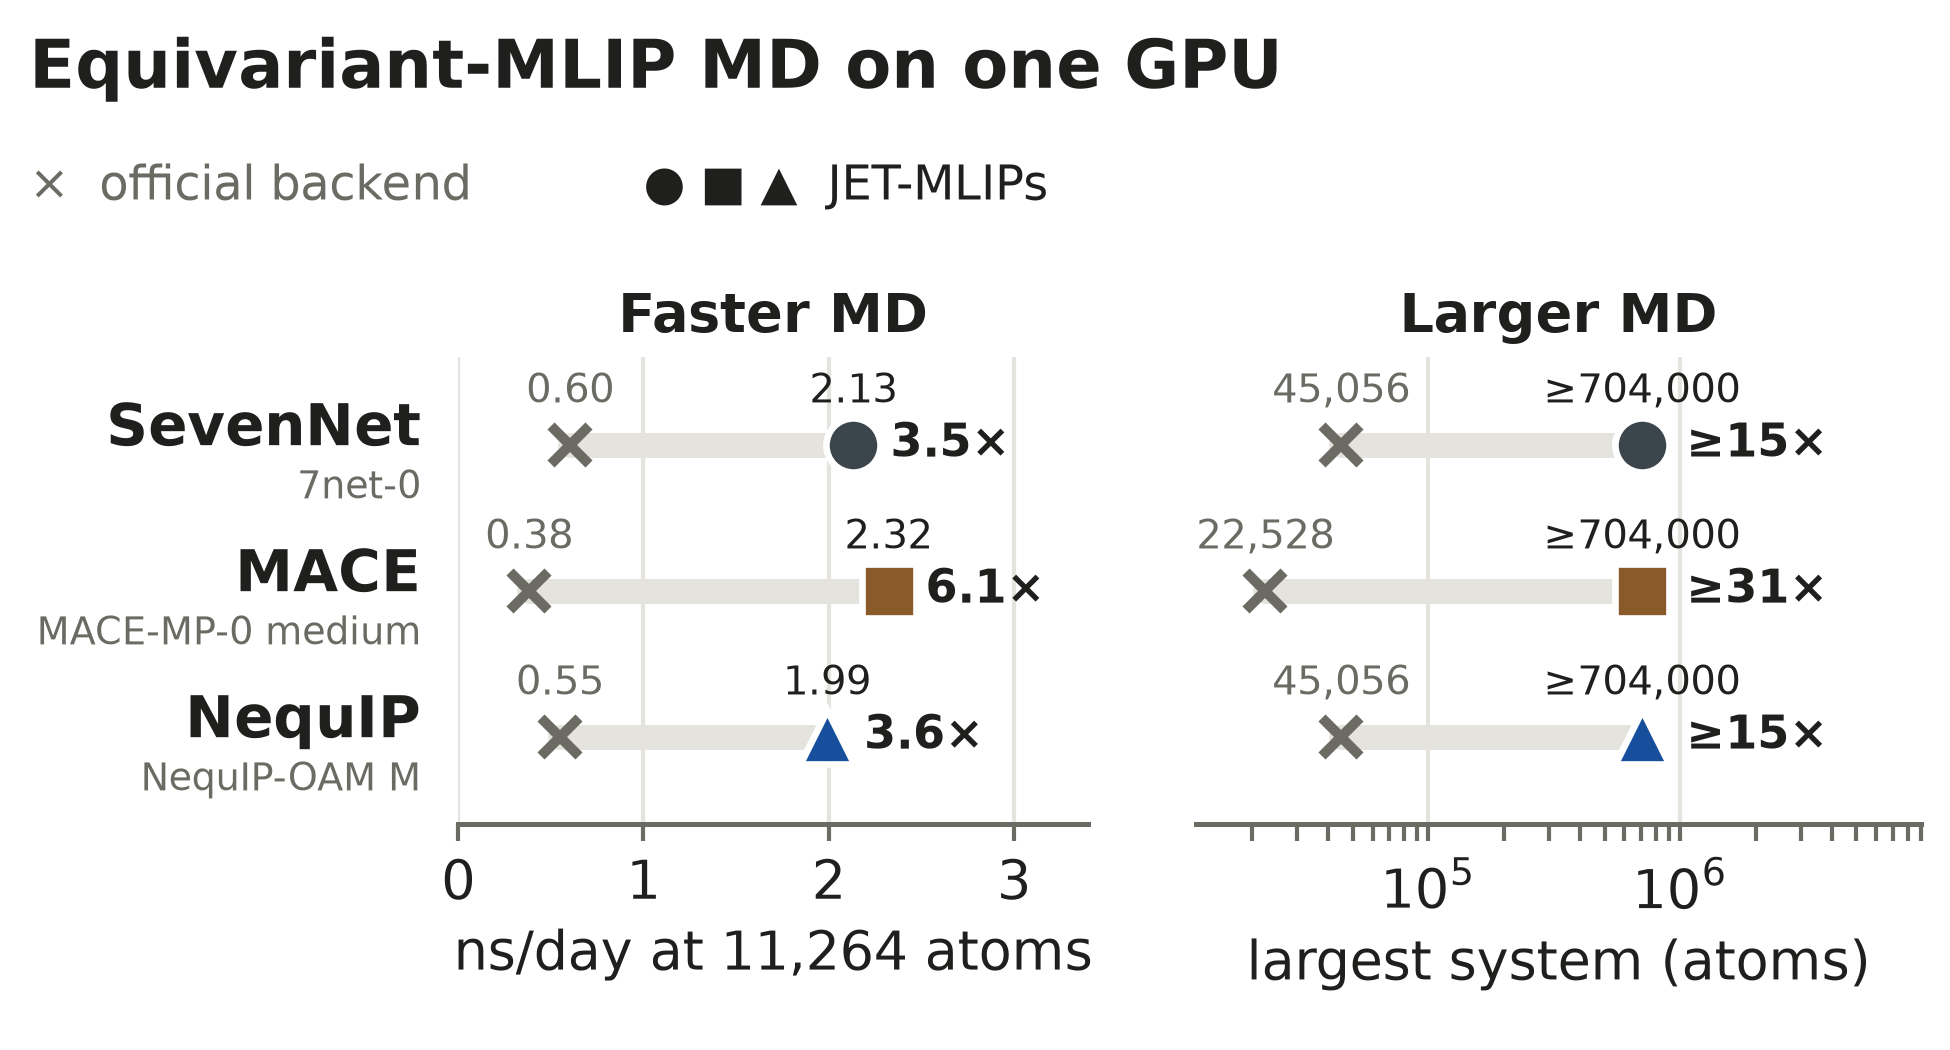 Equivariant-MLIP MD on one GPU
× official backend ● ■ ▲ JET-MLIPs
Faster MD
Larger MD
SevenNet
7net-0
0.60 2.13
3.5×
45,056 ≥704,000
≥15×
MACE
MACE-MP-0 medium
0.38 2.32
6.1×
22,528 ≥704,000
≥31×
NequIP
NequIP-OAM M
0.55 1.99
3.6×
45,056 ≥704,000
≥15×
0 1 2 3
ns/day at 11,264 atoms
10⁵ 10⁶
largest system (atoms)